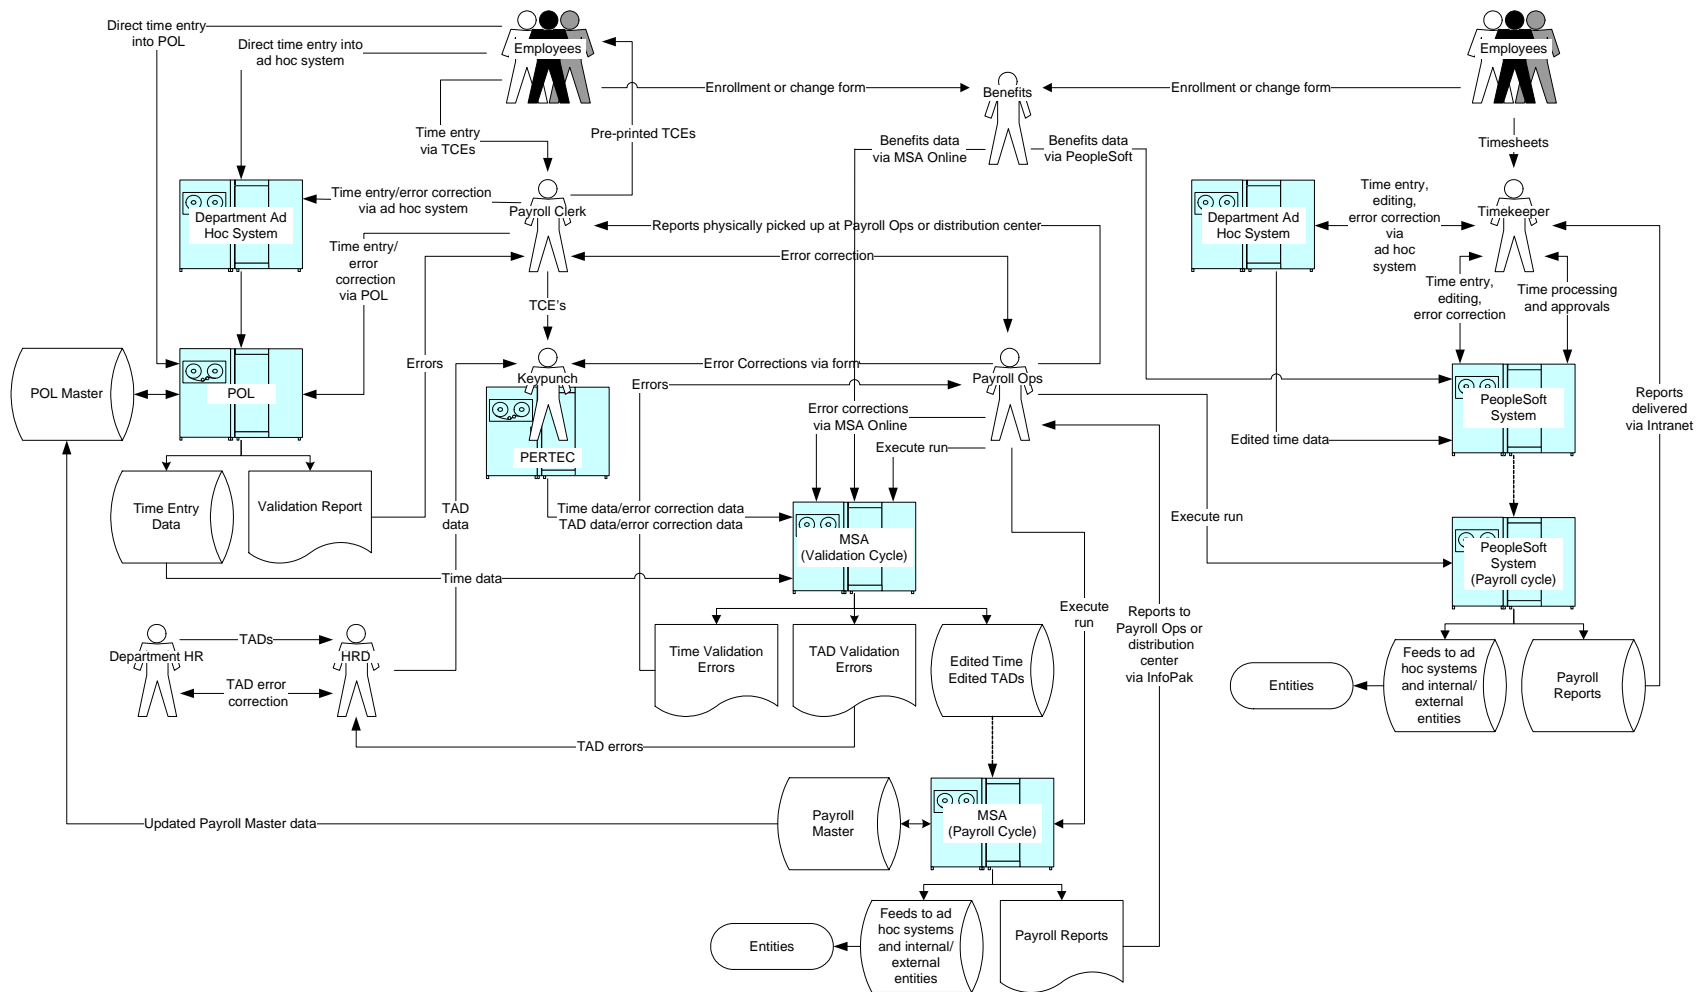 Direct time entry
into POL
Direct time entry into
ad hoc system
Employees
Employees
Enrollment or change form
Benefits
Enrollment or change form
Time entry
via TCEs
Pre-printed TCEs
Benefits data
via MSA Online
Benefits data
via PeopleSoft
Timesheets
Department Ad
Hoc System
Time entry/error correction
via ad hoc system
Payroll Clerk
Reports physically picked up at Payroll Ops or distribution center
Department Ad
Hoc System
Time entry,
editing,
error correction
via
ad hoc
system
Timekeeper
Time entry/
error
correction
via POL
Error correction
Time entry,
editing,
error correction
Time processing
and approvals
TCE's
POL Master
POL
Errors
Keypunch
PERTEC
Error Corrections via form
Errors
Payroll Ops
Error corrections
via MSA Online
Execute run
PeopleSoft
System
Edited time data
Reports
delivered
via Intranet
Time Entry
Data
Validation Report
TAD
data
Time data/error correction data
TAD data/error correction data
MSA
(Validation Cycle)
Execute run
PeopleSoft
System
(Payroll cycle)
Time data
Department HR
TADs
HRD
TAD error
correction
Time Validation
Errors
TAD Validation
Errors
Edited Time
Edited TADs
Execute
run
Reports to
Payroll Ops or
distribution
center
via InfoPak
Entities
Feeds to ad
hoc systems
and internal/
external
entities
Payroll
Reports
TAD errors
Updated Payroll Master data
Payroll
Master
MSA
(Payroll Cycle)
Entities
Feeds to ad
hoc systems
and internal/
external
entities
Payroll Reports